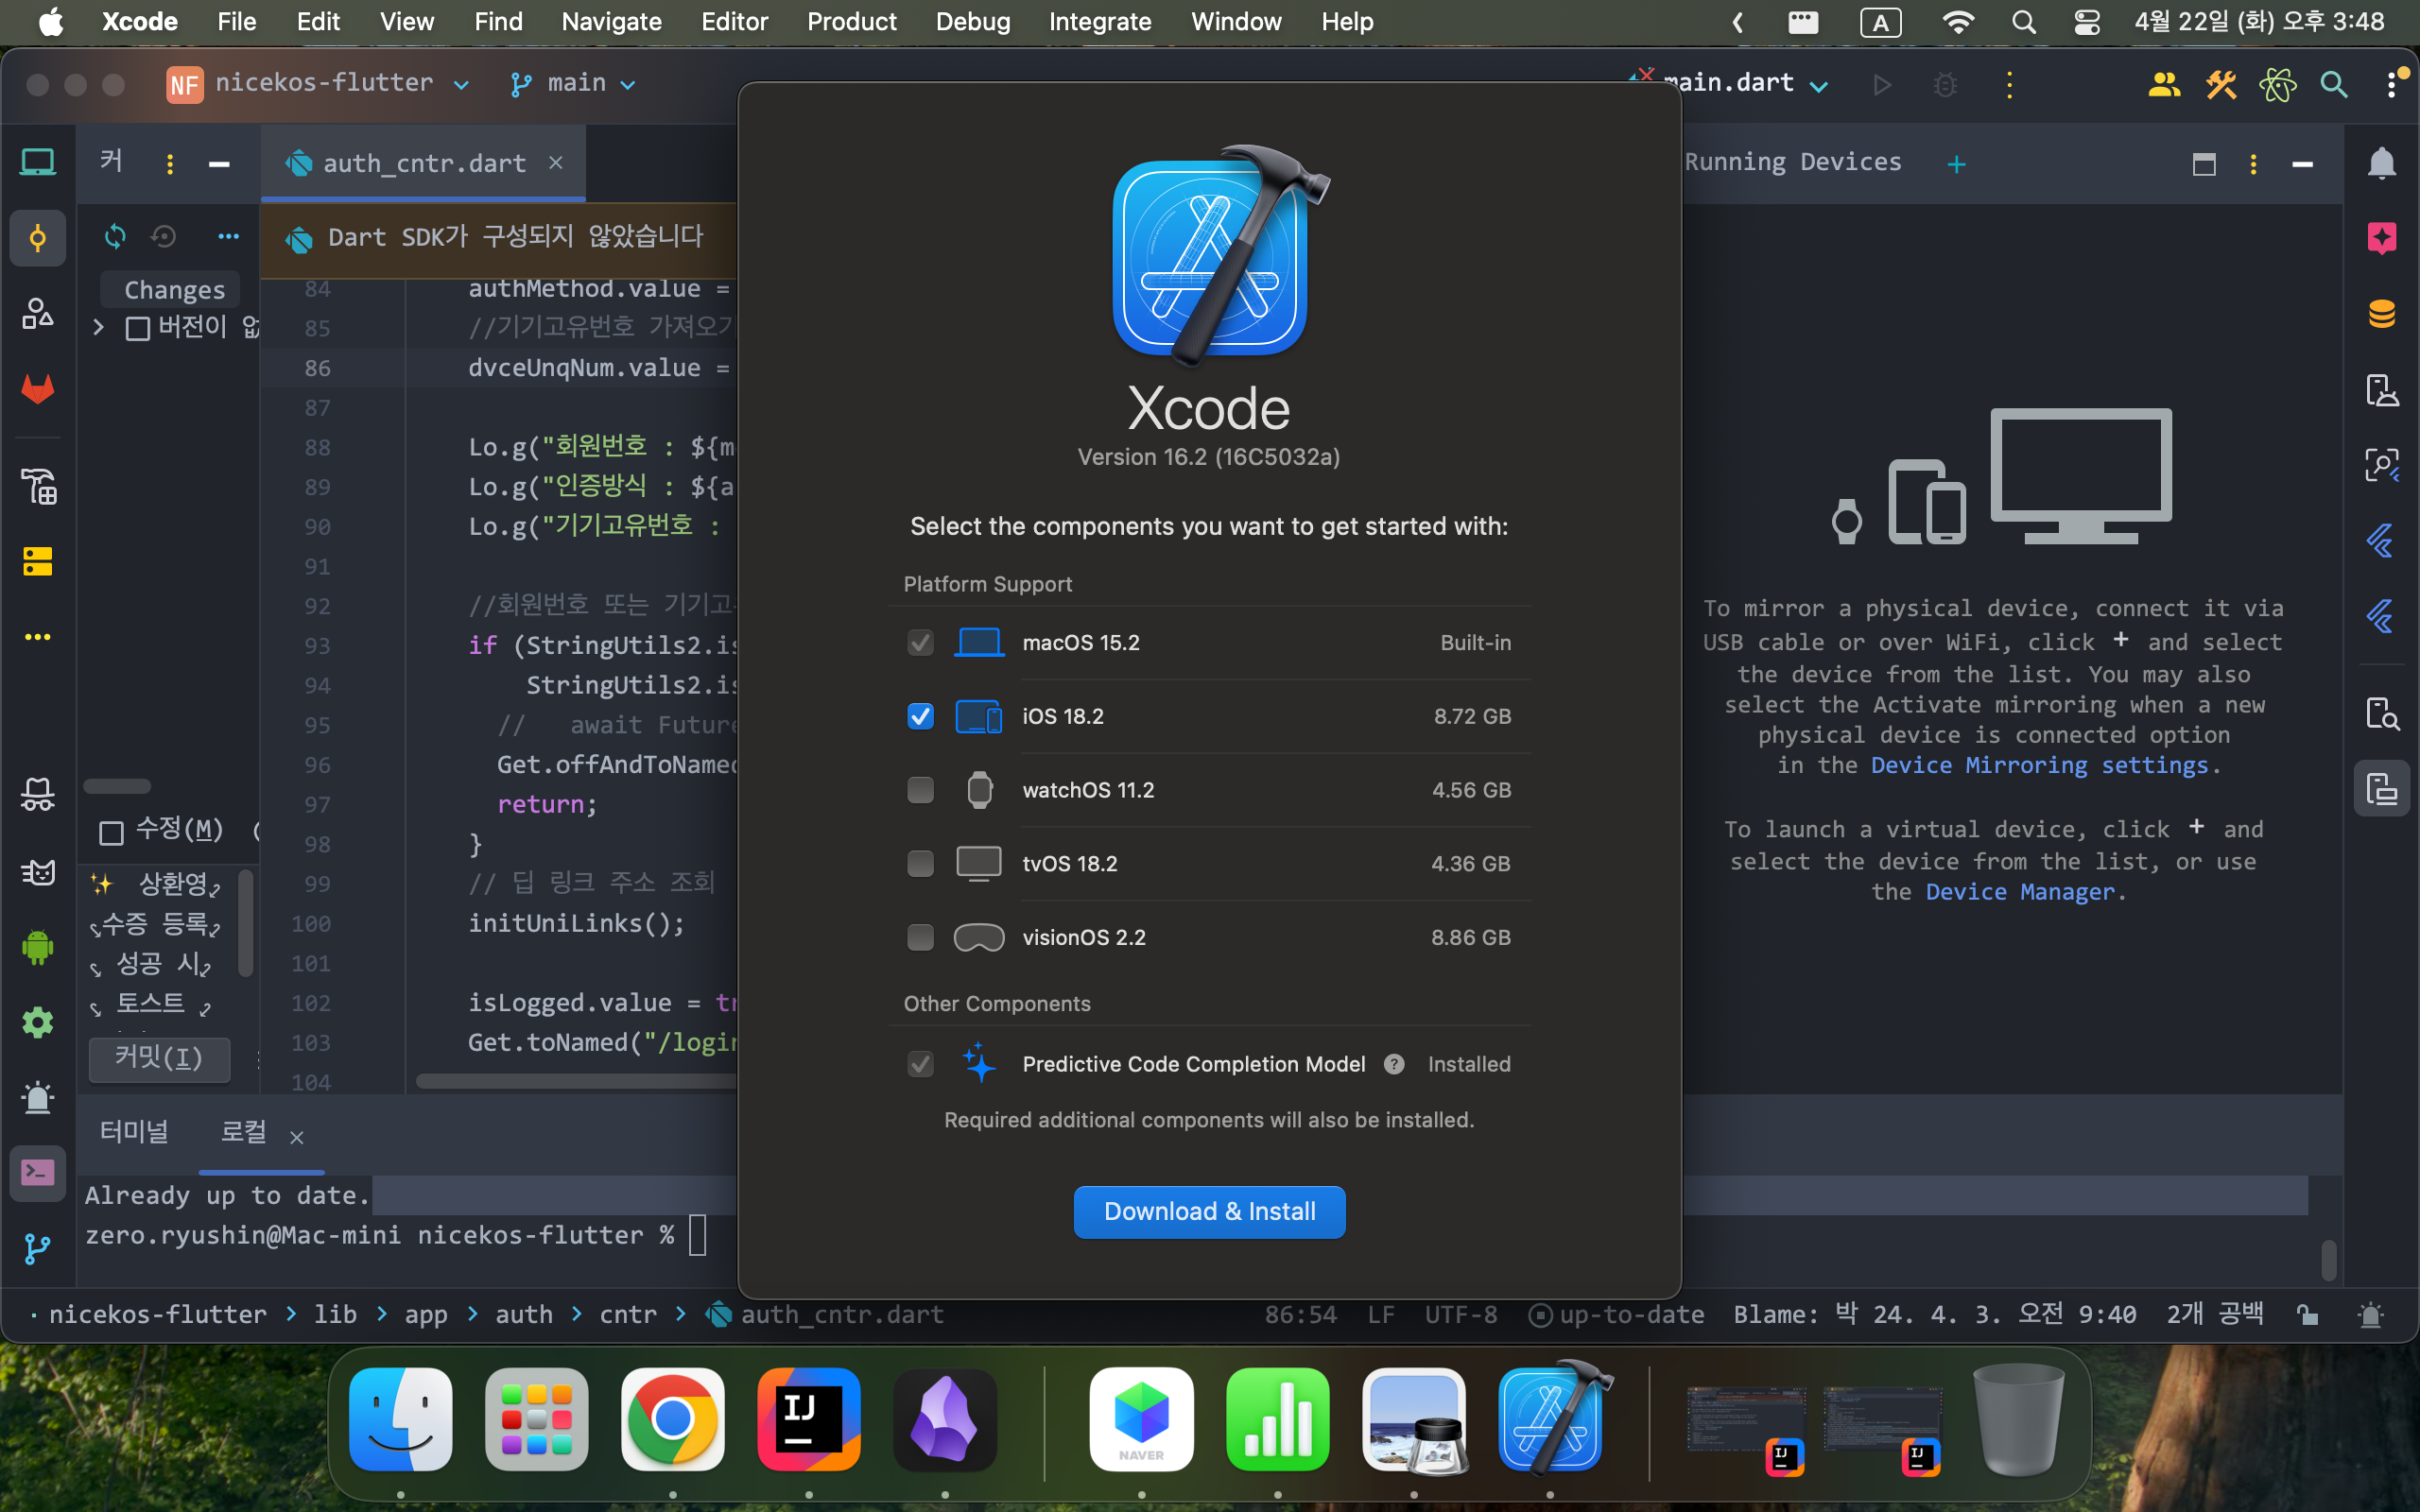 Xcode File Edit View Find Navigate Editor Product Debug Integrate Window Help A 4월 22일 (화) 오후 3:48
NF nicekos-flutter main main.dart
커 auth_cntr.dart Running Devices
Dart SDK가 구성되지 않았습니다
Changes
버전이
84 authMethod.value =
85 //기기고유번호 가져오기
86 dvceUnqNum.value =
87
88 Lo.g("회원번호 : ${m
89 Lo.g("인증방식 : ${a
90 Lo.g("기기고유번호 :
91
92 //회원번호 또는 기기고
93 if (StringUtils2.is
94 StringUtils2.is
95 // await Future
96 Get.offAndToNamed
97 return;
98 }
99 // 딥 링크 주소 조회
100 initUniLinks();
101
102 isLogged.value = tr
103 Get.toNamed("/login
104
수정(M)
상환영
수증 등록
성공 시
토스트
커밋(I)
Xcode
Version 16.2 (16C5032a)
Select the components you want to get started with:
Platform Support
macOS 15.2 Built-in
iOS 18.2 8.72 GB
watchOS 11.2 4.56 GB
tvOS 18.2 4.36 GB
visionOS 2.2 8.86 GB
Other Components
Predictive Code Completion Model ? Installed
Required additional components will also be installed.
Download & Install
To mirror a physical device, connect it via
USB cable or over WiFi, click + and select
the device from the list. You may also
select the Activate mirroring when a new
physical device is connected option
in the Device Mirroring settings.
To launch a virtual device, click + and
select the device from the list, or use
the Device Manager.
터미널 로컬
Already up to date.
zero.ryushin@Mac-mini nicekos-flutter %
nicekos-flutter > lib > app > auth > cntr > auth_cntr.dart 86:54 LF UTF-8 up-to-date Blame: 박 24. 4. 3. 오전 9:40 2개 공백
IJ NAVER IJ IJ